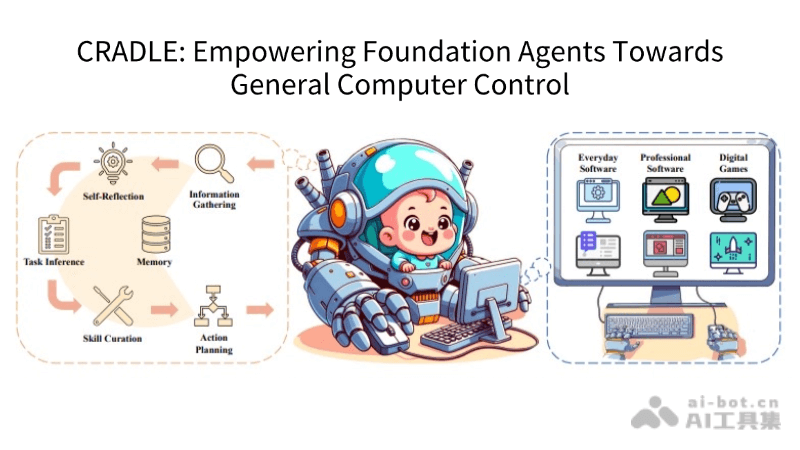 CRADLE: Empowering Foundation Agents Towards
General Computer Control
Self-Reflection
Information
Gathering
Task Inference
Memory
Skill Curation
Action
Planning
Everyday
Software
Professional
Software
Digital
Games
ai-bot.cn
AI工具集